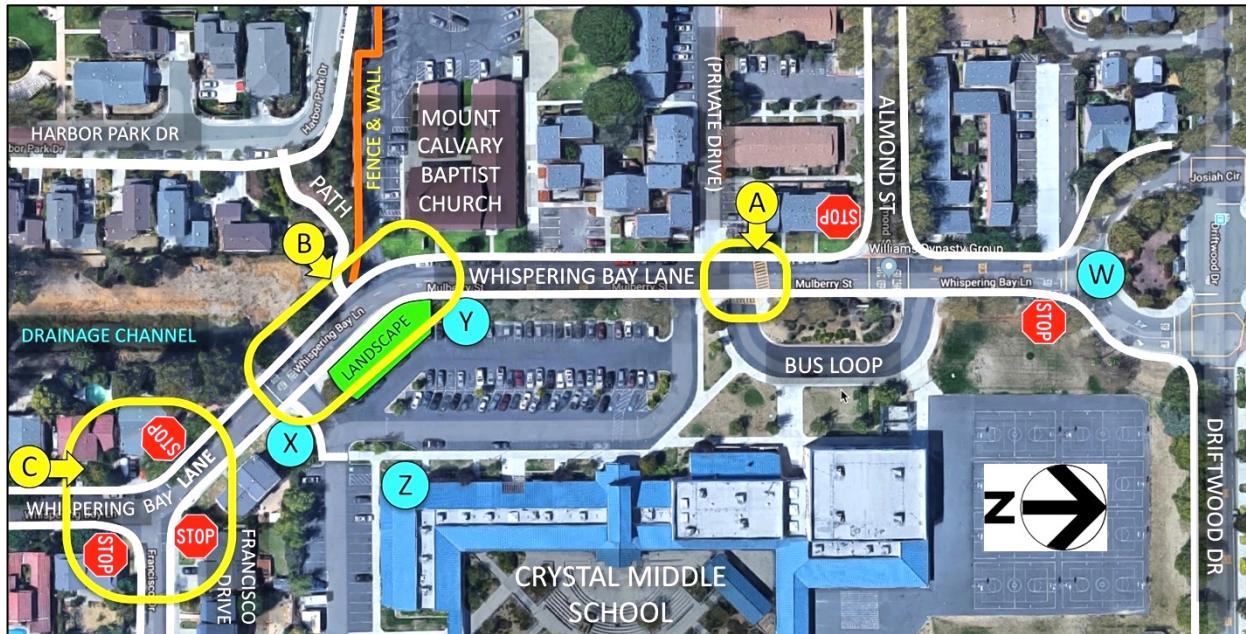 HARBOR PARK DR
Harbor Park Dr
FENCE & WALL
PATH
MOUNT
CALVARY
BAPTIST
CHURCH
(PRIVATE DRIVE)
ALMOND ST
STOP
A
B
WHISPERING BAY LANE
Mulberry St
Mulberry St
Mulberry St
Williams Dynasty Group
Whispering Bay Ln
W
Josiah Cir
Driftwood Dr
STOP
Y
LANDSCAPE
Whispering Bay Ln
DRAINAGE CHANNEL
BUS LOOP
X
Z
C
STOP
WHISPERING BAY LANE
STOP
STOP
Francisco Dr
FRANCISCO
DRIVE
CRYSTAL MIDDLE
SCHOOL
N
DRIFTWOOD DR